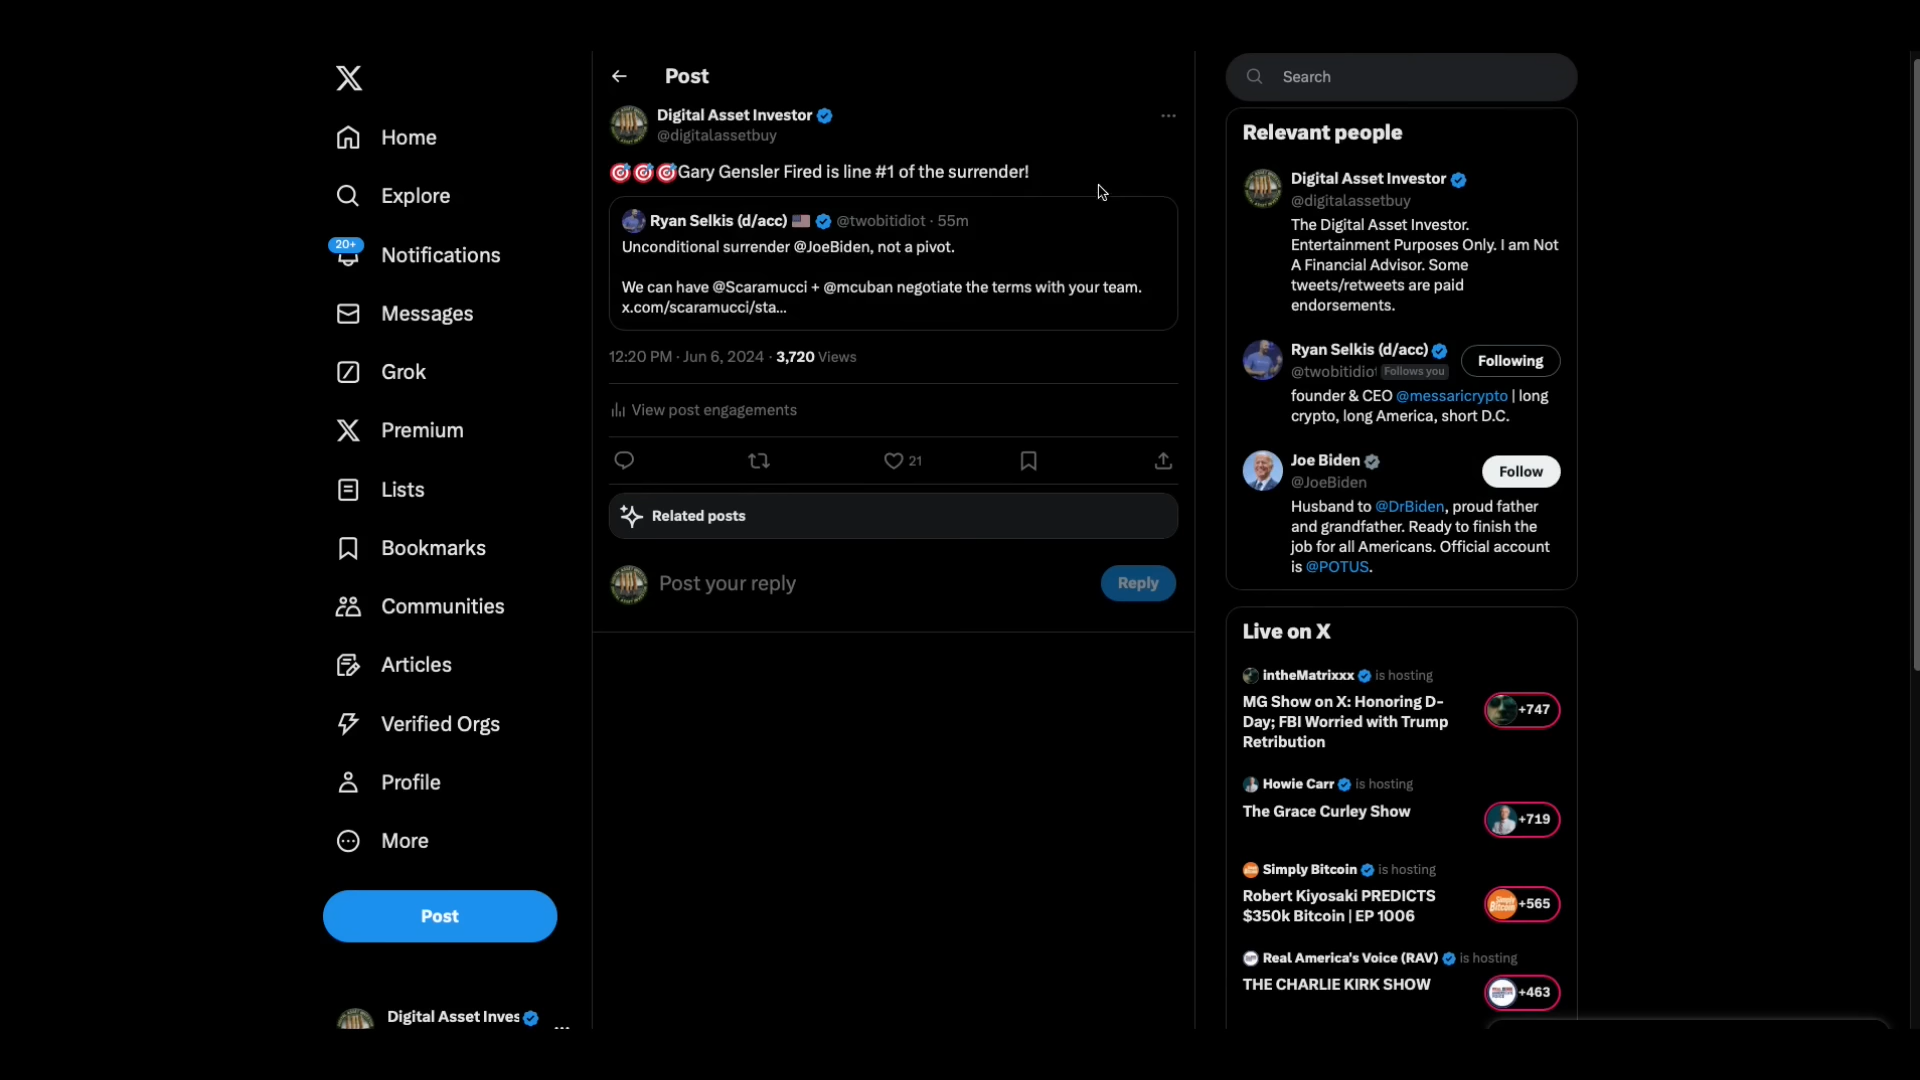 Home
Explore
20+
Notifications
Messages
Grok
Premium
Lists
Bookmarks
Communities
Articles
Verified Orgs
Profile
More
Post
Digital Asset Inves
Post
Digital Asset Investor
@digitalassetbuy
🎯🎯🎯Gary Gensler Fired is line #1 of the surrender!
Ryan Selkis (d/acc) 🇺🇸 @twobitidiot · 55m
Unconditional surrender @JoeBiden, not a pivot.
We can have @Scaramucci + @mcuban negotiate the terms with your team.
x.com/scaramucci/sta...
12:20 PM · Jun 6, 2024 · 3,720 Views
View post engagements
21
Related posts
Post your reply
Reply
Search
Relevant people
Digital Asset Investor
@digitalassetbuy
The Digital Asset Investor.
Entertainment Purposes Only. I am Not
A Financial Advisor. Some
tweets/retweets are paid
endorsements.
Ryan Selkis (d/acc)
Following
@twobitidiot Follows you
founder & CEO @messaricrypto | long
crypto, long America, short D.C.
Joe Biden
Follow
@JoeBiden
Husband to @DrBiden, proud father
and grandfather. Ready to finish the
job for all Americans. Official account
is @POTUS.
Live on X
intheMatrixxx is hosting
MG Show on X: Honoring D-
Day; FBI Worried with Trump
Retribution
+747
Howie Carr is hosting
The Grace Curley Show
+719
Simply Bitcoin is hosting
Robert Kiyosaki PREDICTS
$350k Bitcoin | EP 1006
+565
Real America's Voice (RAV) is hosting
THE CHARLIE KIRK SHOW
+463